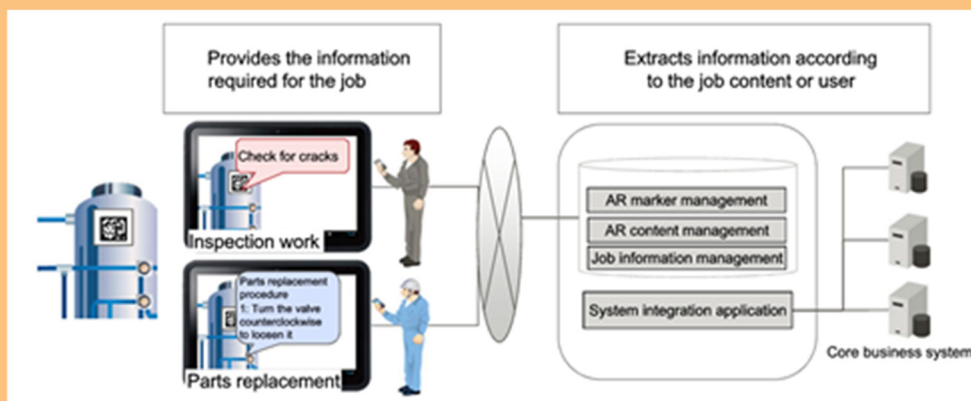 Provides the information
required for the job
Extracts information according
to the job content or user
Check for cracks
Inspection work
Parts replacement
procedure
1: Turn the valve
counterclockwise
to loosen it
Parts replacement
AR marker management
AR content management
Job information management
System integration application
Core business system